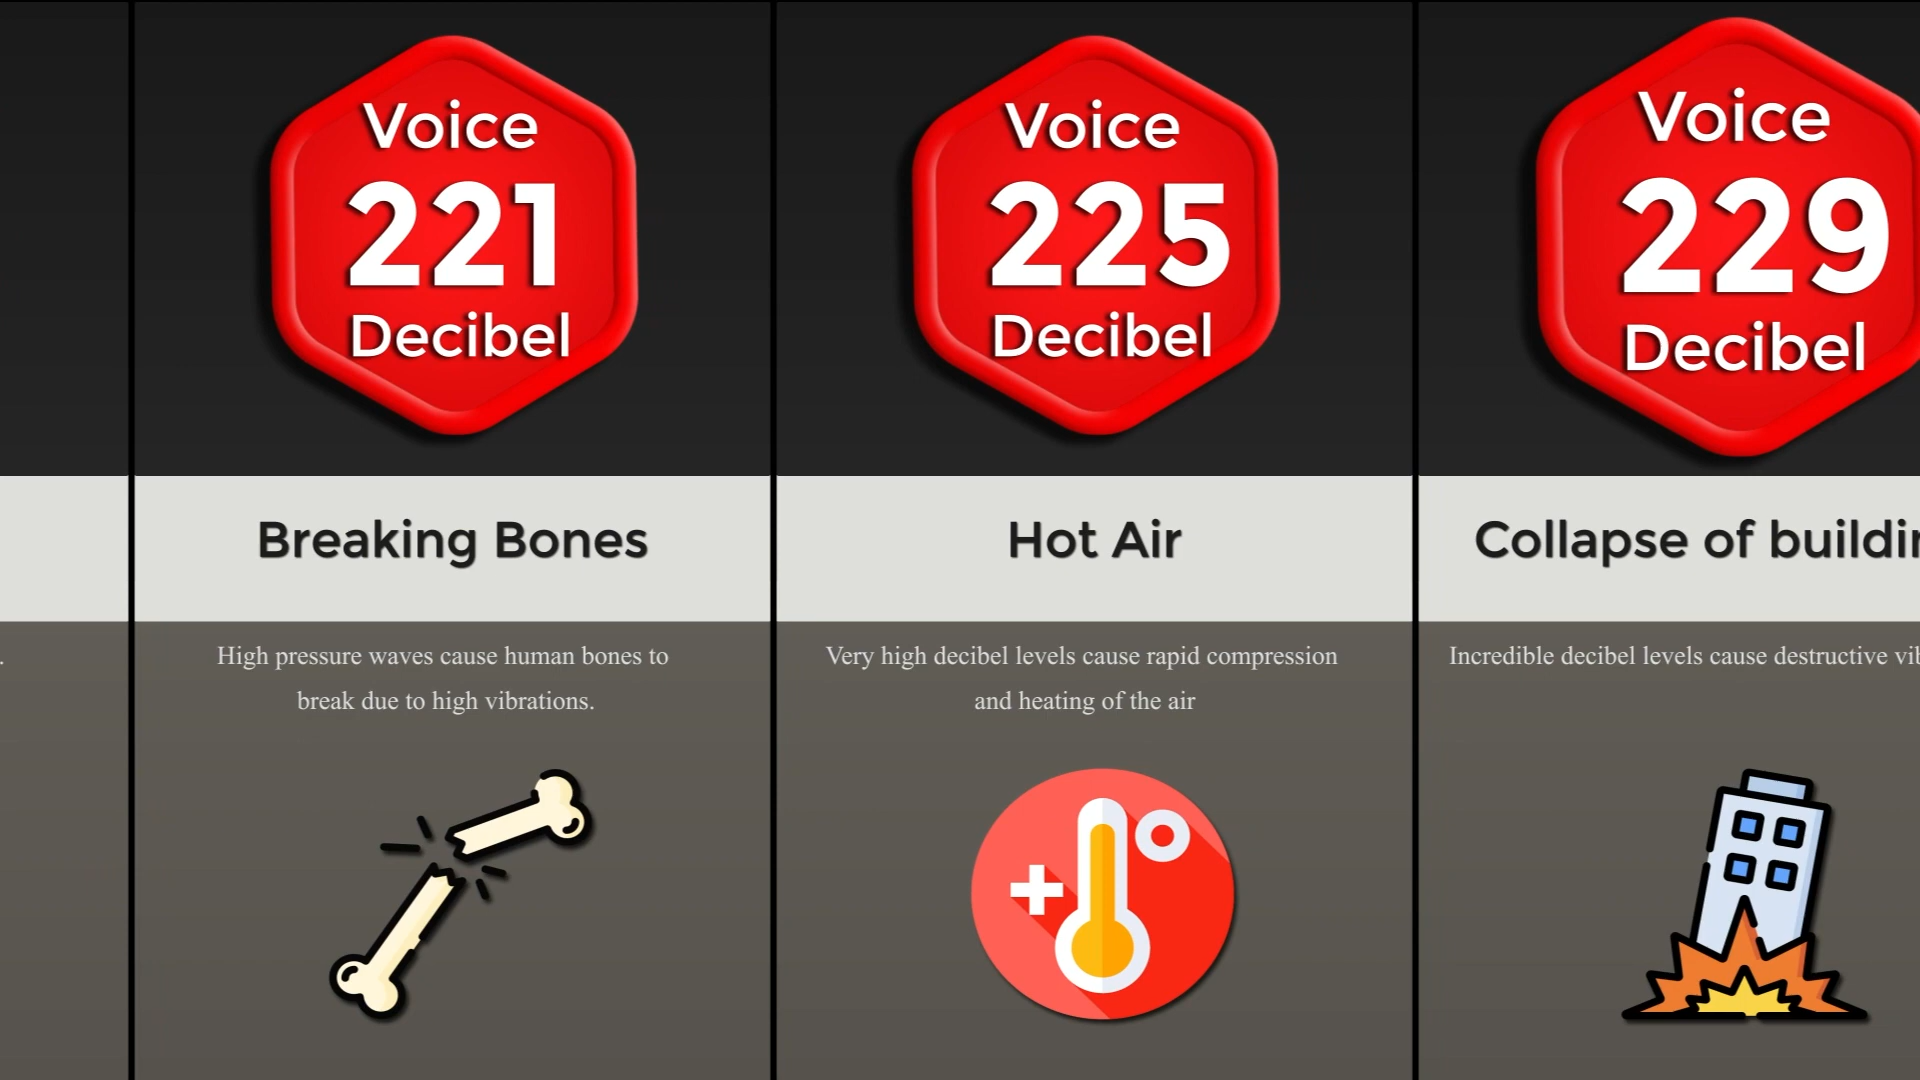 Voice
221
Decibel
Breaking Bones
High pressure waves cause human bones to
break due to high vibrations.
Voice
225
Decibel
Hot Air
Very high decibel levels cause rapid compression
and heating of the air
Voice
229
Decibel
Collapse of
Incredible decibel levels cause destructive